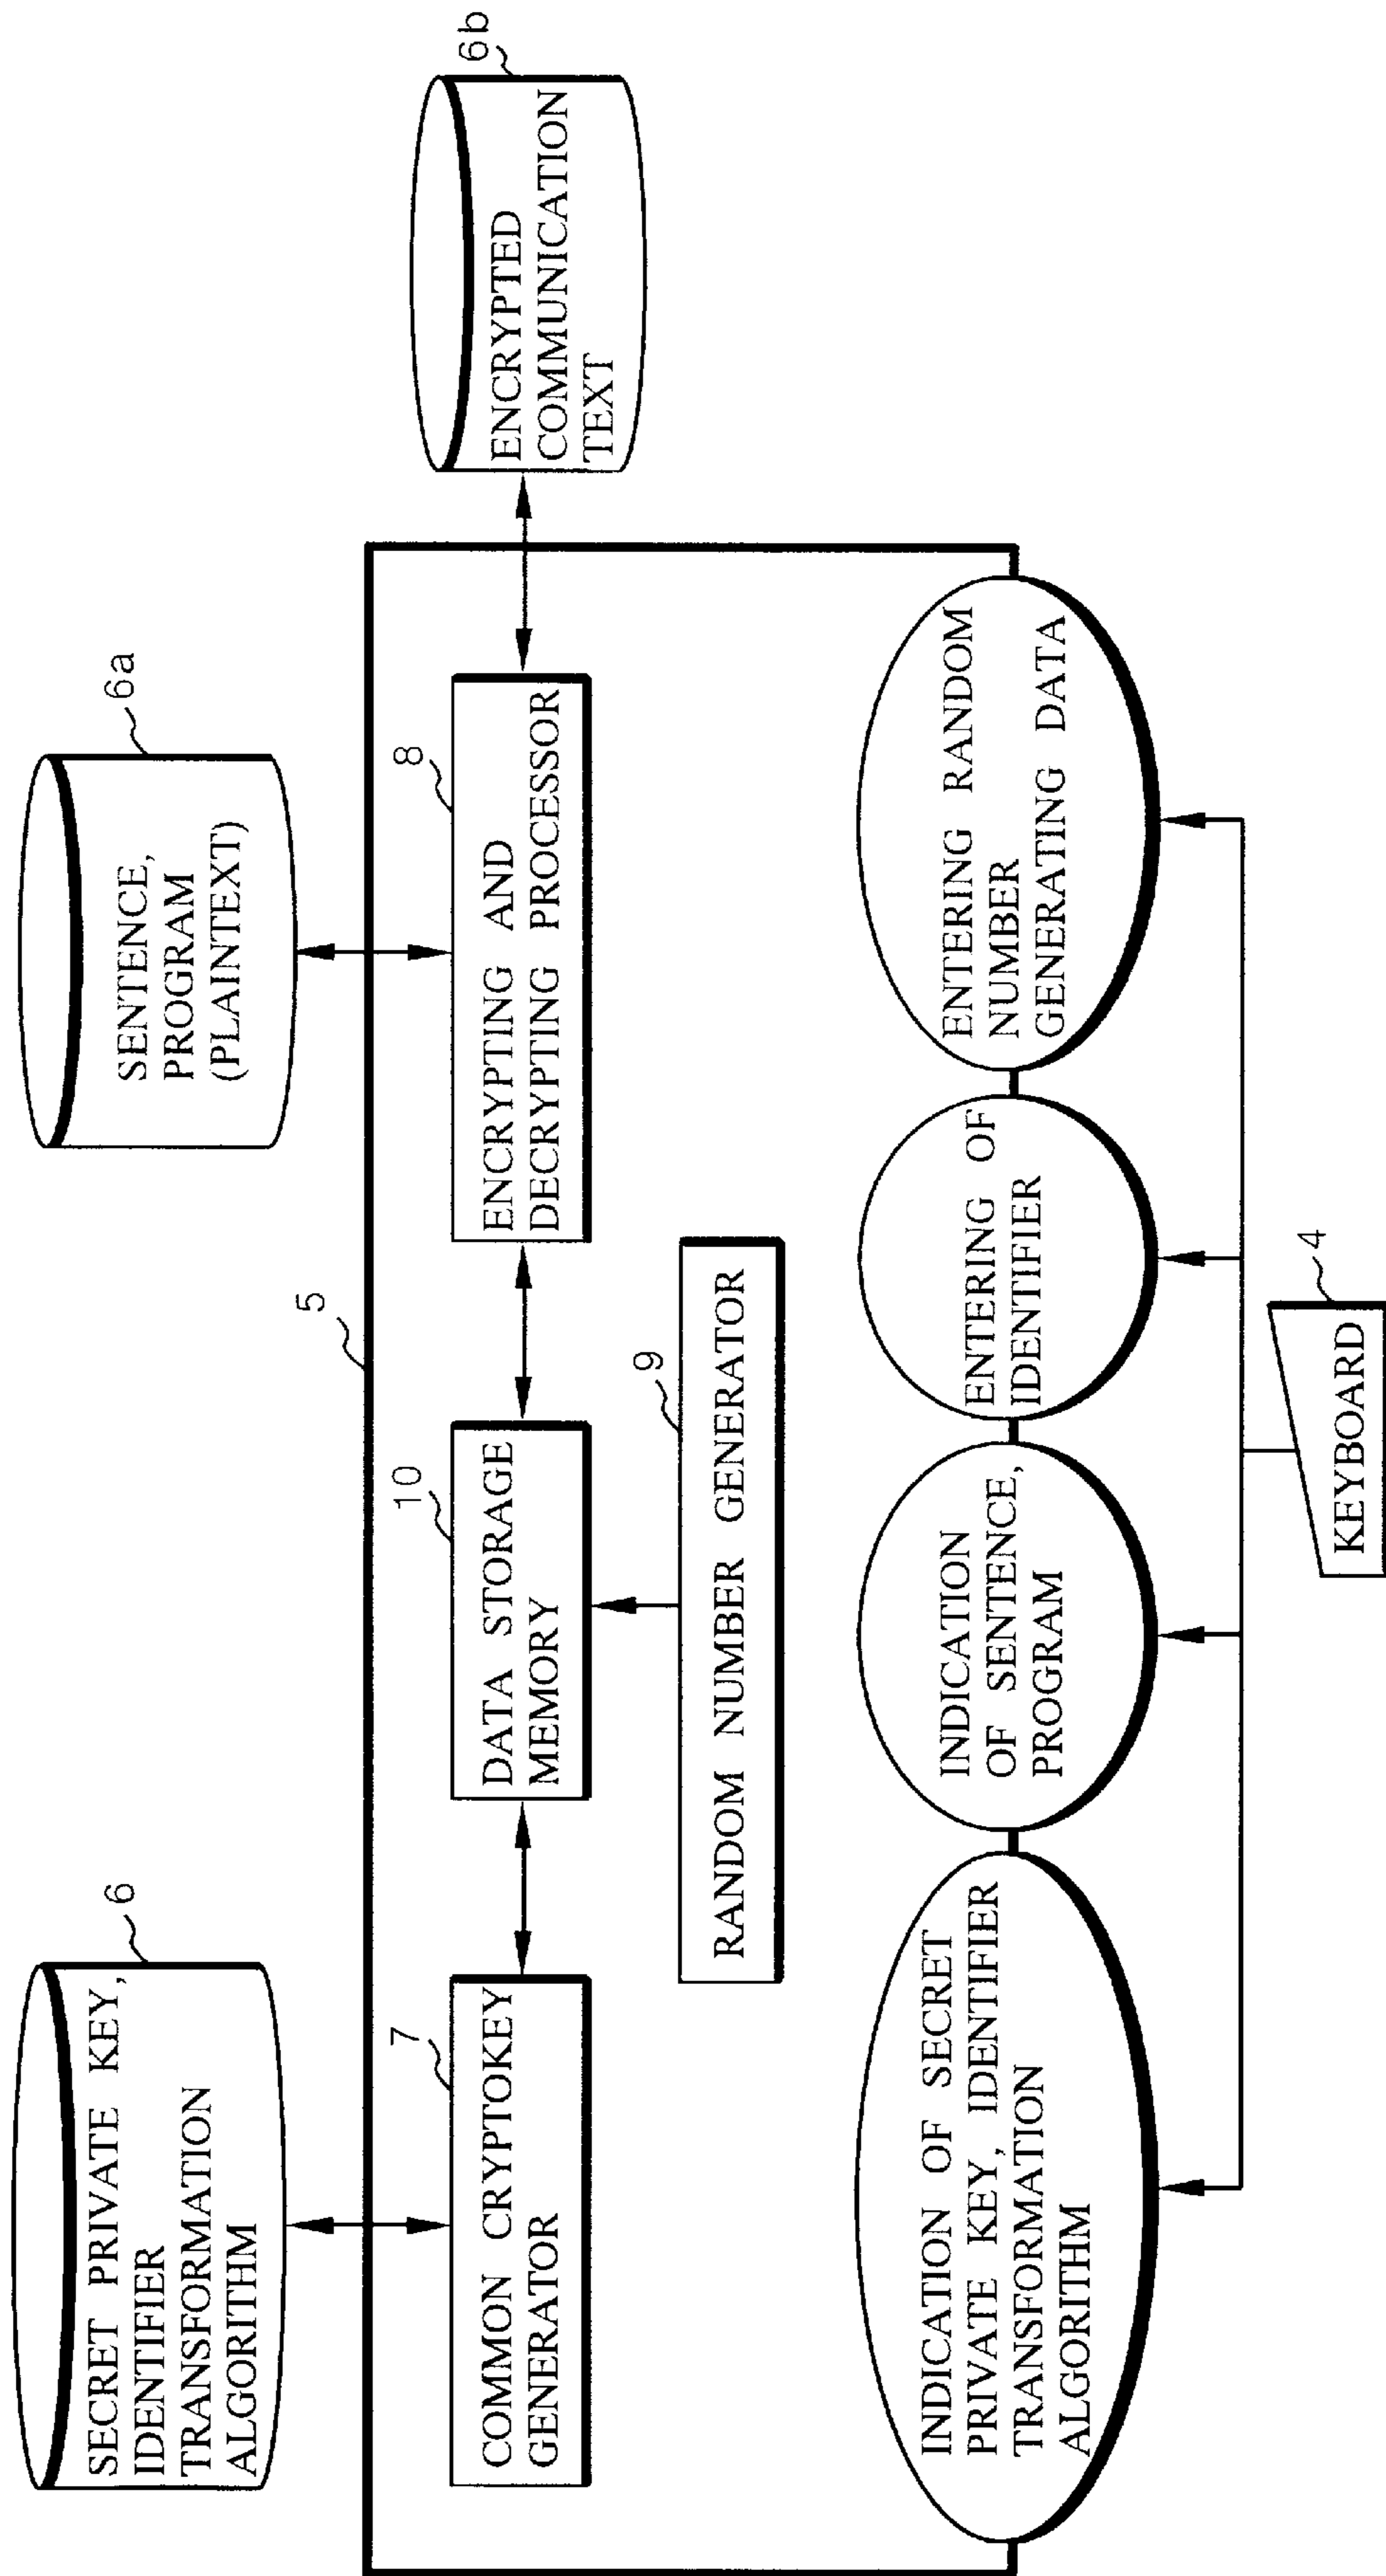 6
SECRET PRIVATE KEY,
IDENTIFIER
TRANSFORMATION
ALGORITHM
6a
SENTENCE,
PROGRAM
(PLAINTEXT)
5
7
COMMON CRYPTOKEY
GENERATOR
10
DATA STORAGE
MEMORY
8
ENCRYPTING AND
DECRYPTING PROCESSOR
6b
ENCRYPTED
COMMUNICATION
TEXT
9
RANDOM NUMBER GENERATOR
INDICATION OF SECRET
PRIVATE KEY, IDENTIFIER
TRANSFORMATION
ALGORITHM
INDICATION
OF SENTENCE,
PROGRAM
ENTERING OF
IDENTIFIER
ENTERING RANDOM
NUMBER
GENERATING DATA
4
KEYBOARD